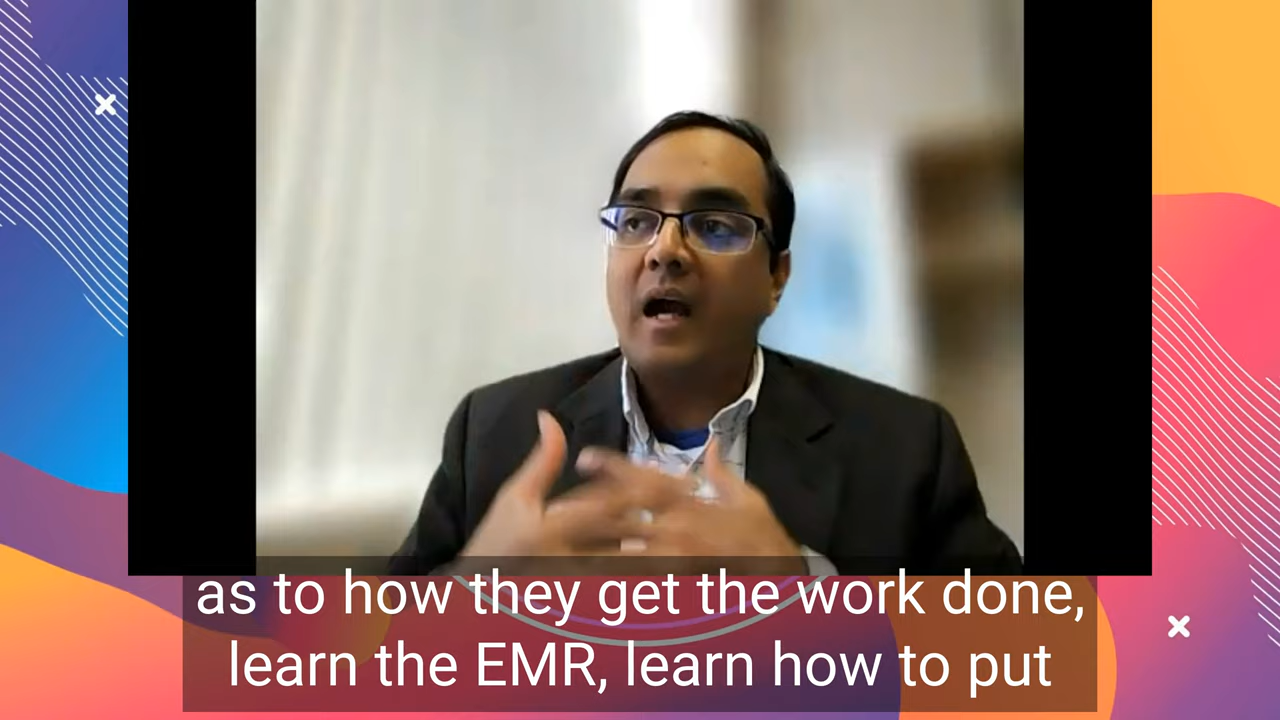 as to how they get the work done,
learn the EMR, learn how to put